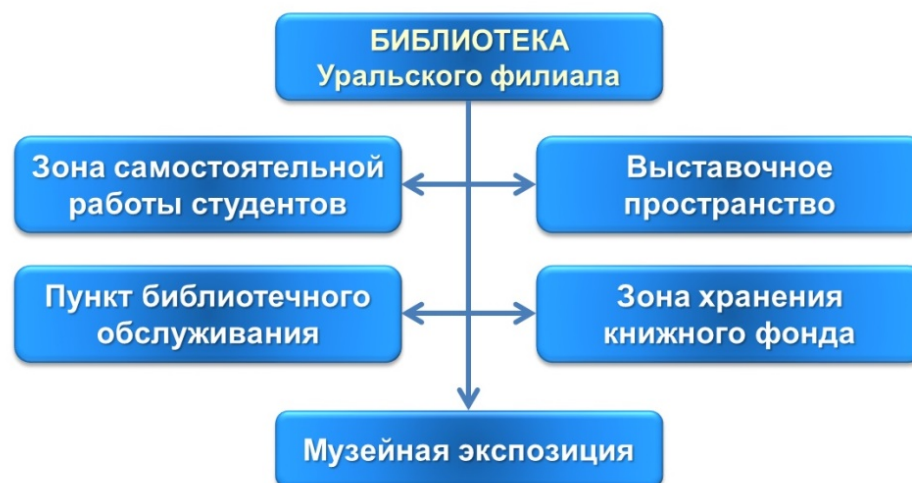 БИБЛИОТЕКА
Уральского филиала
Зона самостоятельной
работы студентов
Выставочное
пространство
Пункт библиотечного
обслуживания
Зона хранения
книжного фонда
Музейная экспозиция